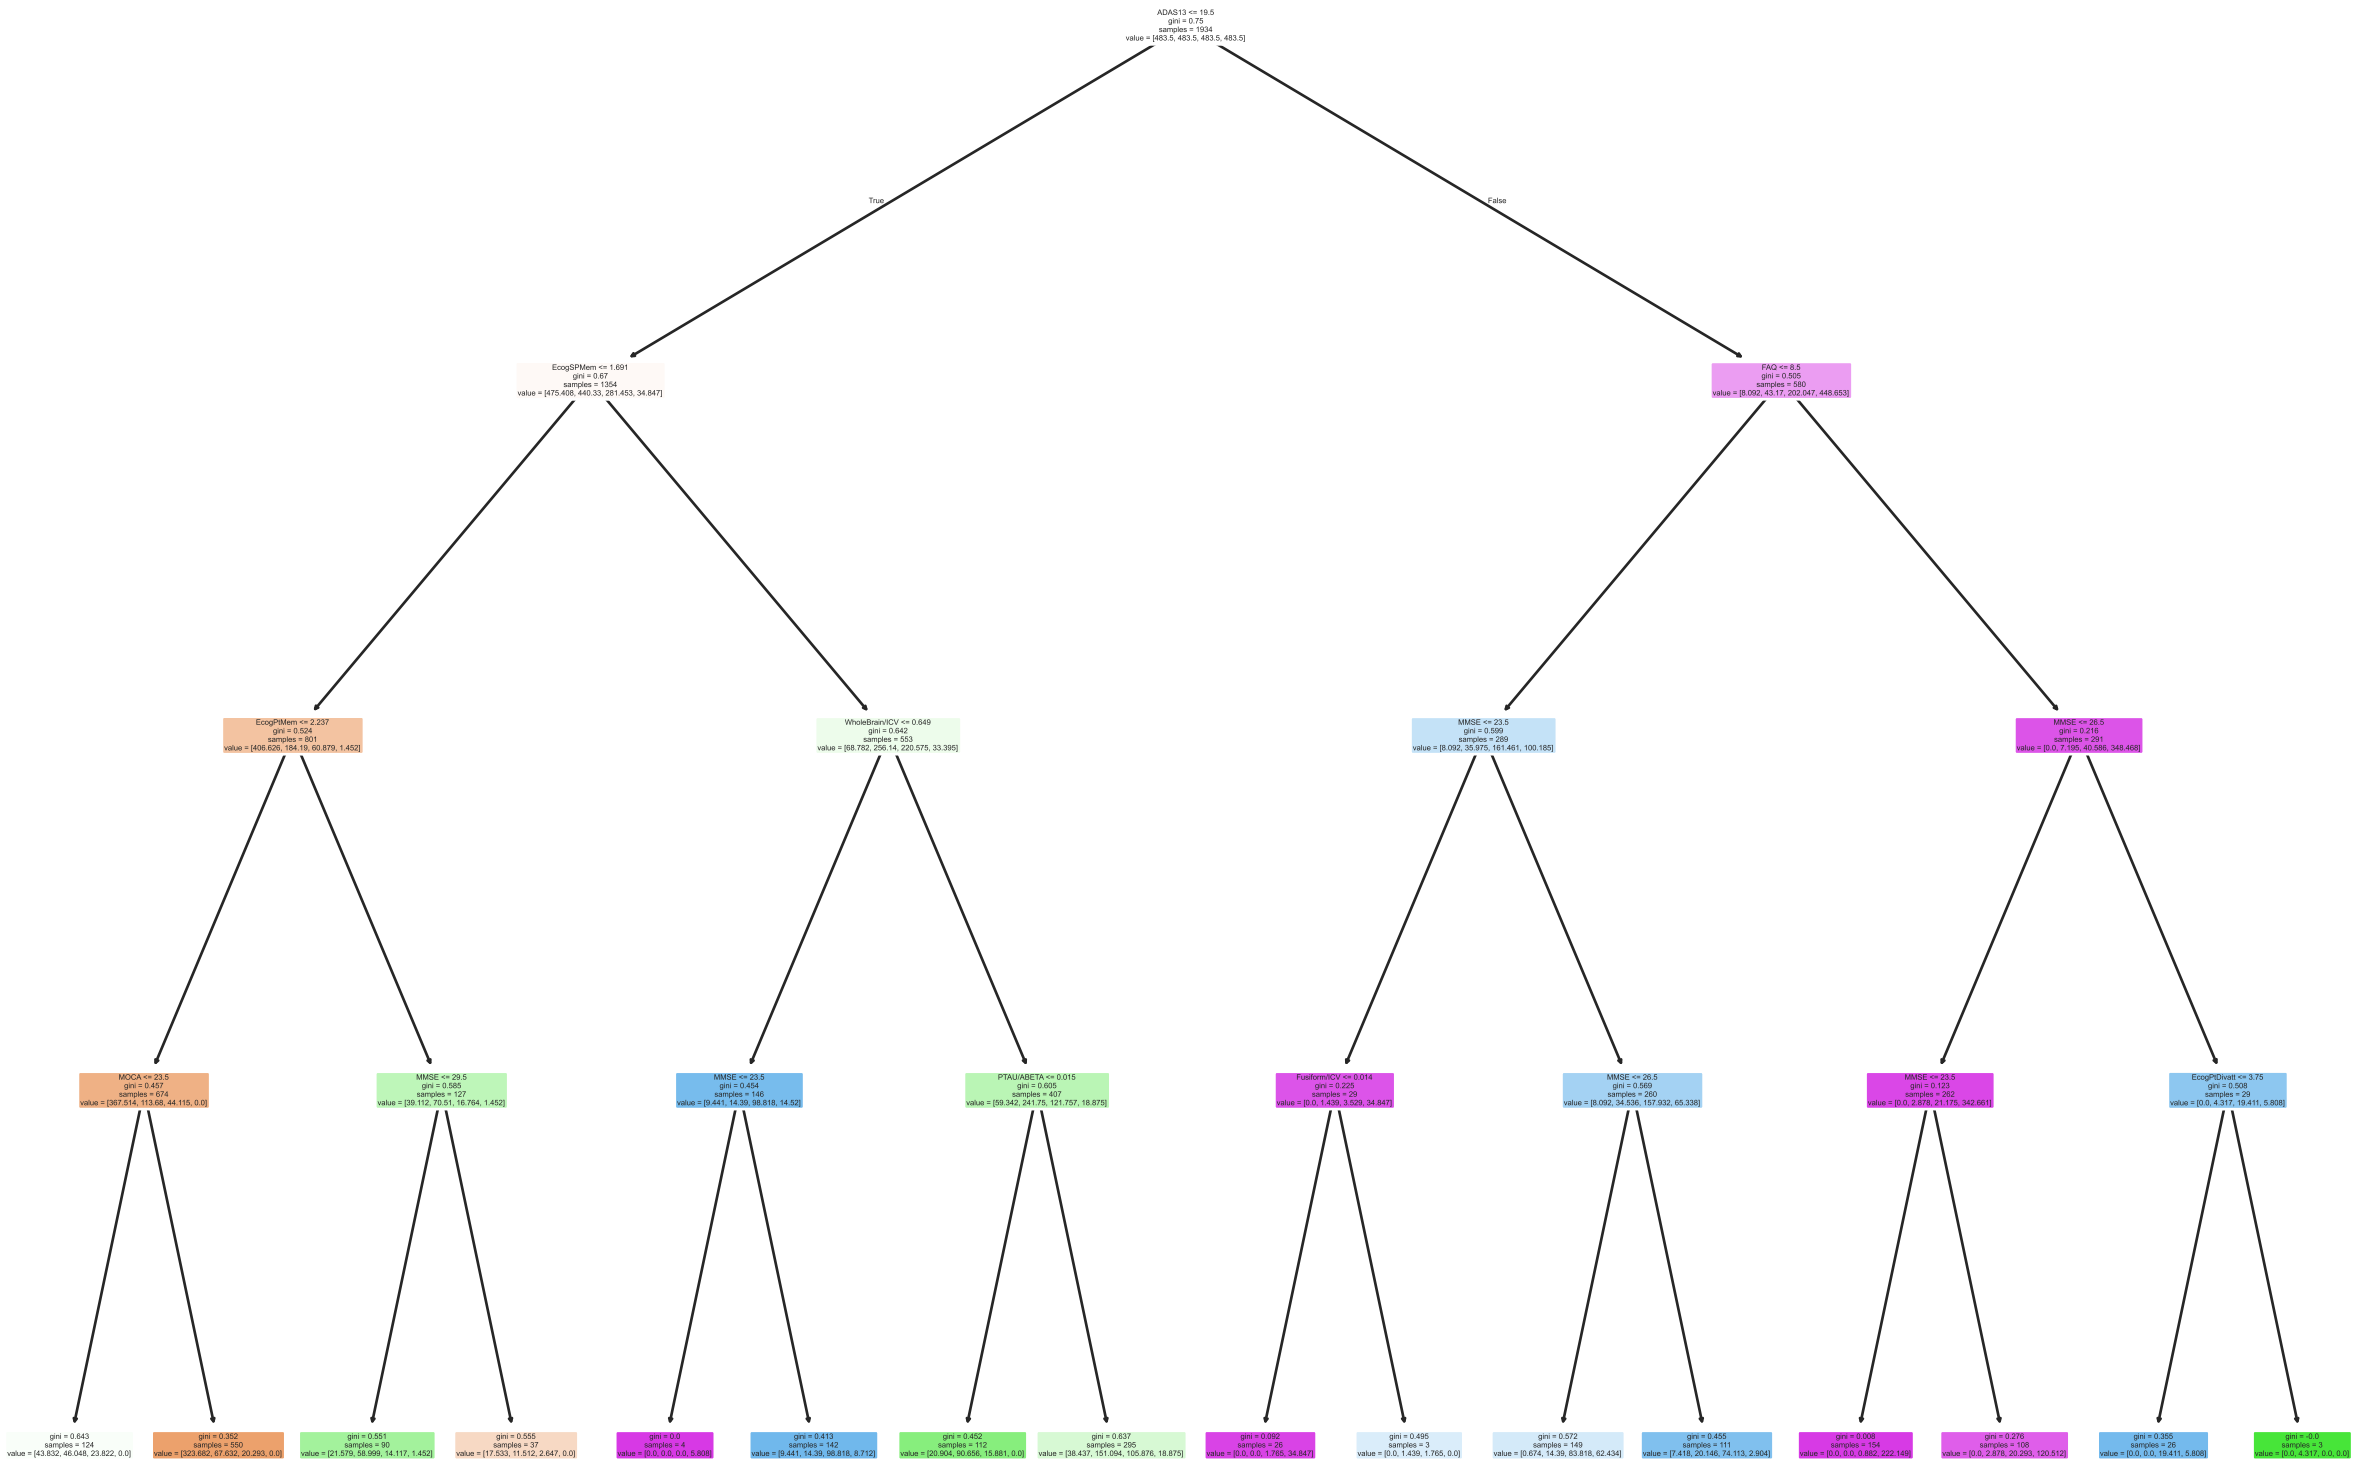 ADAS13 <= 19.5
gini = 0.75
samples = 1934
value = [483.5, 483.5, 483.5, 483.5]
True
False
EcogSPMem <= 1.691
gini = 0.67
samples = 1354
value = [475.408, 440.33, 281.453, 34.847]
FAQ <= 8.5
gini = 0.505
samples = 580
value = [8.092, 43.17, 202.047, 448.653]
EcogPtMem <= 2.237
gini = 0.524
samples = 801
value = [406.626, 184.19, 60.879, 1.452]
WholeBrain/ICV <= 0.649
gini = 0.642
samples = 553
value = [68.782, 256.14, 220.575, 33.395]
MMSE <= 23.5
gini = 0.599
samples = 289
value = [8.092, 35.975, 161.461, 100.185]
MMSE <= 26.5
gini = 0.216
samples = 291
value = [0.0, 7.195, 40.586, 348.468]
MOCA <= 23.5
gini = 0.457
samples = 674
value = [367.514, 113.68, 44.115, 0.0]
MMSE <= 29.5
gini = 0.585
samples = 127
value = [39.112, 70.51, 16.764, 1.452]
MMSE <= 23.5
gini = 0.454
samples = 146
value = [9.441, 14.39, 98.818, 14.52]
PTAU/ABETA <= 0.015
gini = 0.605
samples = 407
value = [59.342, 241.75, 121.757, 18.875]
Fusiform/ICV <= 0.014
gini = 0.225
samples = 29
value = [0.0, 1.439, 3.529, 34.847]
MMSE <= 26.5
gini = 0.569
samples = 260
value = [8.092, 34.536, 157.932, 65.338]
MMSE <= 23.5
gini = 0.123
samples = 262
value = [0.0, 2.878, 21.175, 342.661]
EcogPtDivatt <= 3.75
gini = 0.508
samples = 29
value = [0.0, 4.317, 19.411, 5.808]
gini = 0.643
samples = 124
value = [43.832, 46.048, 23.822, 0.0]
gini = 0.352
samples = 550
value = [323.682, 67.632, 20.293, 0.0]
gini = 0.551
samples = 90
value = [21.579, 58.999, 14.117, 1.452]
gini = 0.555
samples = 37
value = [17.533, 11.512, 2.647, 0.0]
gini = 0.0
samples = 4
value = [0.0, 0.0, 0.0, 5.808]
gini = 0.413
samples = 142
value = [9.441, 14.39, 98.818, 8.712]
gini = 0.452
samples = 112
value = [20.904, 90.656, 15.881, 0.0]
gini = 0.637
samples = 295
value = [38.437, 151.094, 105.876, 18.875]
gini = 0.092
samples = 26
value = [0.0, 0.0, 1.765, 34.847]
gini = 0.495
samples = 3
value = [0.0, 1.439, 1.765, 0.0]
gini = 0.572
samples = 149
value = [0.674, 14.39, 83.818, 62.434]
gini = 0.455
samples = 111
value = [7.418, 20.146, 74.113, 2.904]
gini = 0.008
samples = 154
value = [0.0, 0.0, 0.882, 222.149]
gini = 0.276
samples = 108
value = [0.0, 2.878, 20.293, 120.512]
gini = 0.355
samples = 26
value = [0.0, 0.0, 19.411, 5.808]
gini = -0.0
samples = 3
value = [0.0, 4.317, 0.0, 0.0]